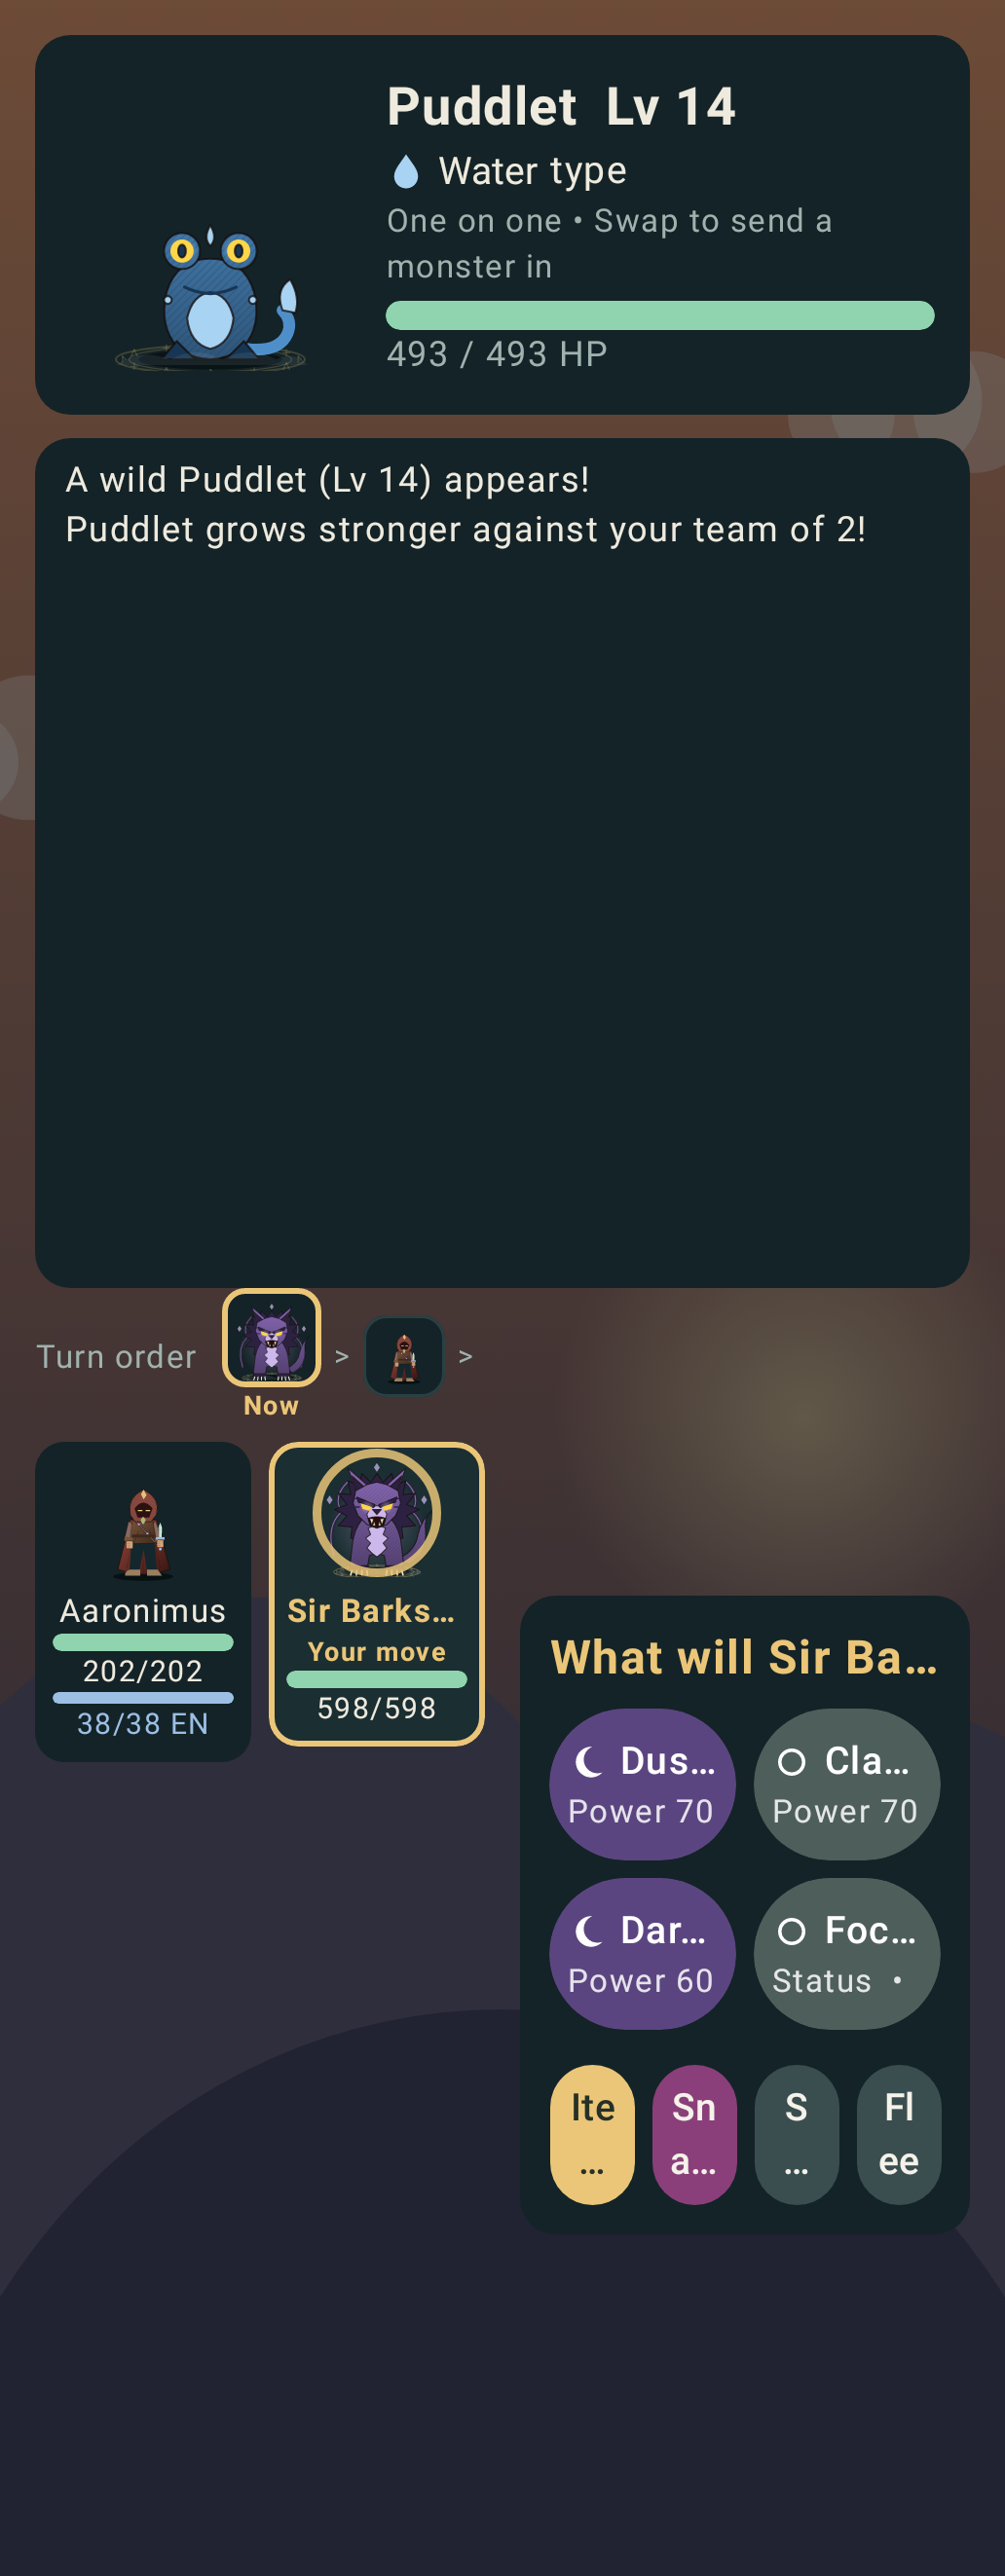 Puddlet Lv 14
Water type
One on one • Swap to send a
monster in
493 / 493 HP
A wild Puddlet (Lv 14) appears!
Puddlet grows stronger against your team of 2!
Turn order
>
>
Now
Aaronimus
202/202
38/38 EN
Sir Barks…
Your move
598/598
What will Sir Ba…
Dus…
Power 70
Cla…
Power 70
Dar…
Power 60
Foc…
Status •
Ite
…
Sn
a…
S
…
Fl
ee